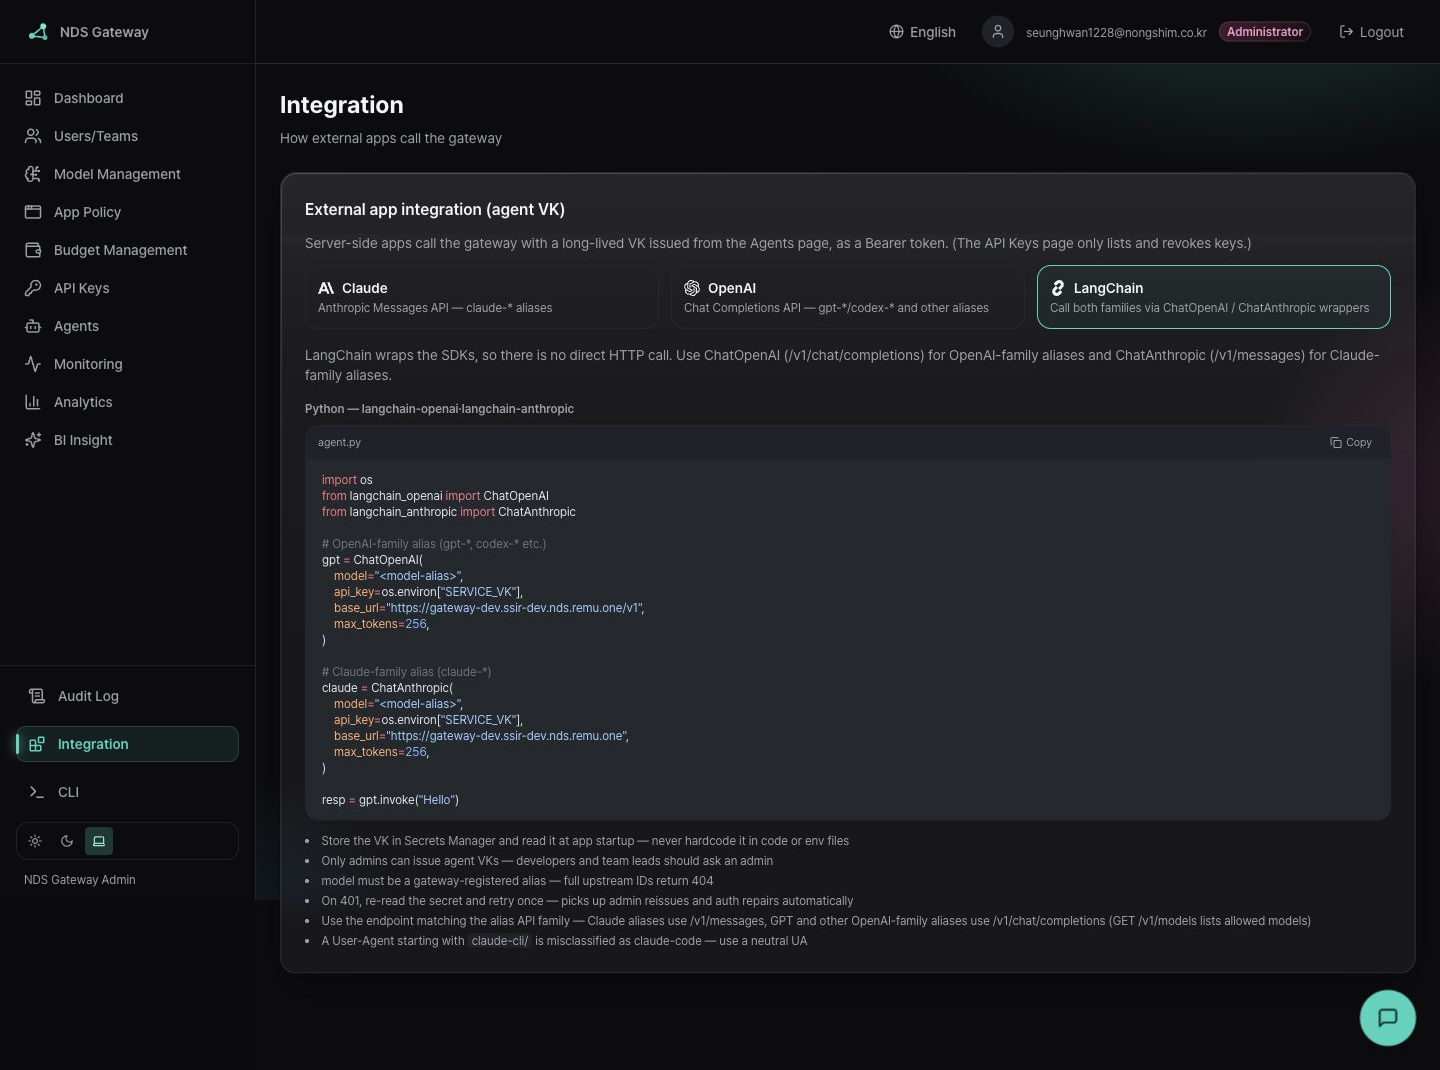 NDS Gateway
English
seunghwan1228@nongshim.co.kr
Administrator
Logout
Dashboard
Users/Teams
Model Management
App Policy
Budget Management
API Keys
Agents
Monitoring
Analytics
BI Insight
Audit Log
Integration
CLI
NDS Gateway Admin
Integration
How external apps call the gateway
External app integration (agent VK)
Server-side apps call the gateway with a long-lived VK issued from the Agents page, as a Bearer token. (The API Keys page only lists and revokes keys.)
Claude
Anthropic Messages API — claude-* aliases
OpenAI
Chat Completions API — gpt-*/codex-* and other aliases
LangChain
Call both families via ChatOpenAI / ChatAnthropic wrappers
LangChain wraps the SDKs, so there is no direct HTTP call. Use ChatOpenAI (/v1/chat/completions) for OpenAI-family aliases and ChatAnthropic (/v1/messages) for Claude-
family aliases.
Python — langchain-openai·langchain-anthropic
agent.py
Copy
import os
from langchain_openai import ChatOpenAI
from langchain_anthropic import ChatAnthropic
# OpenAI-family alias (gpt-*, codex-* etc.)
gpt = ChatOpenAI(
    model="<model-alias>",
    api_key=os.environ["SERVICE_VK"],
    base_url="https://gateway-dev.ssir-dev.nds.remu.one/v1",
    max_tokens=256,
)
# Claude-family alias (claude-*)
claude = ChatAnthropic(
    model="<model-alias>",
    api_key=os.environ["SERVICE_VK"],
    base_url="https://gateway-dev.ssir-dev.nds.remu.one",
    max_tokens=256,
)
resp = gpt.invoke("Hello")
• Store the VK in Secrets Manager and read it at app startup — never hardcode it in code or env files
• Only admins can issue agent VKs — developers and team leads should ask an admin
• model must be a gateway-registered alias — full upstream IDs return 404
• On 401, re-read the secret and retry once — picks up admin reissues and auth repairs automatically
• Use the endpoint matching the alias API family — Claude aliases use /v1/messages, GPT and other OpenAI-family aliases use /v1/chat/completions (GET /v1/models lists allowed models)
• A User-Agent starting with claude-cli/ is misclassified as claude-code — use a neutral UA